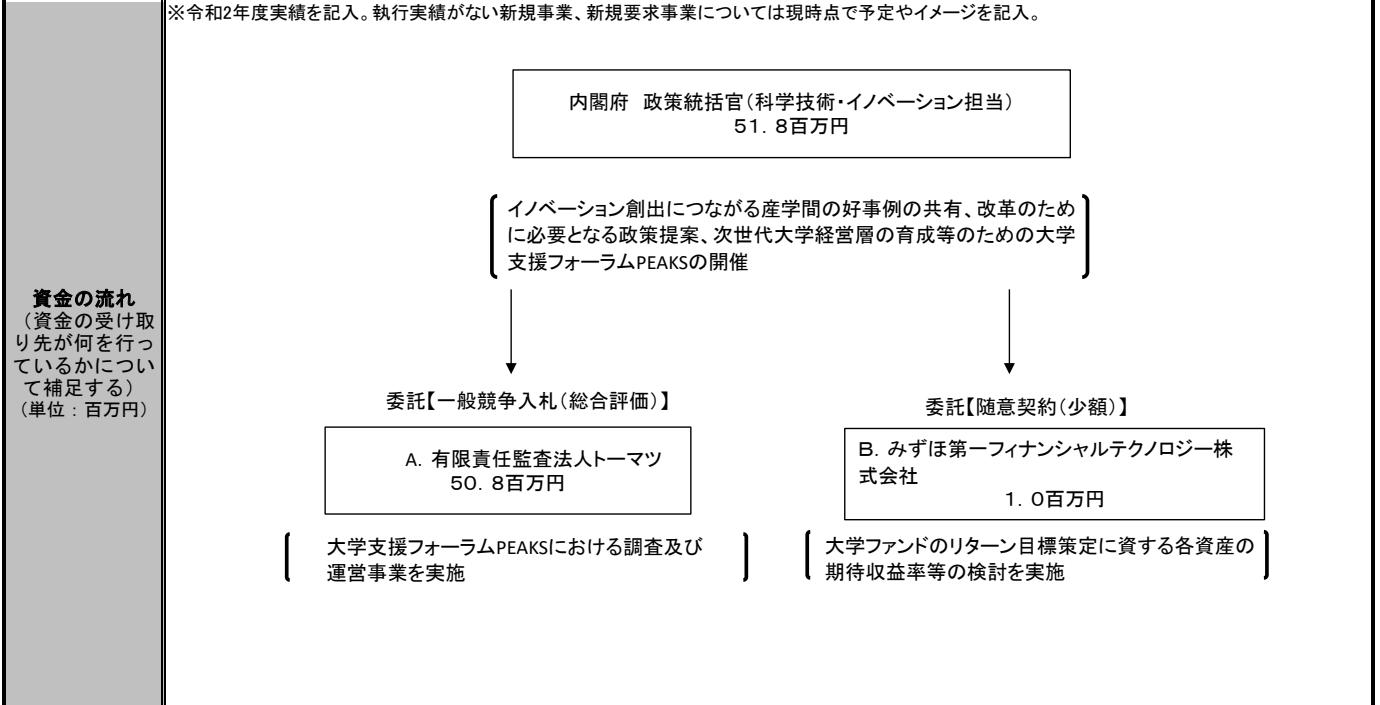 ※令和2年度実績を記入。執行実績がない新規事業、新規要求事業については現時点で予定やイメージを記入。
内閣府 政策統括官(科学技術・イノベーション担当)
51.8百万円
イノベーション創出につながる産学間の好事例の共有、改革のため
に必要となる政策提案、次世代大学経営層の育成等のための大学
支援フォーラムPEAKSの開催
資金の流れ
(資金の受け取
り先が何を行っ
ているかについ
て補足する)
(単位:百万円)
委託【一般競争入札(総合評価)】
A. 有限責任監査法人トーマツ
50.8百万円
大学支援フォーラムPEAKSにおける調査及び
運営事業を実施
委託【随意契約(少額)】
B. みずほ第一フィナンシャルテクノロジー株
式会社
1.0百万円
大学ファンドのリターン目標策定に資する各資産の
期待収益率等の検討を実施